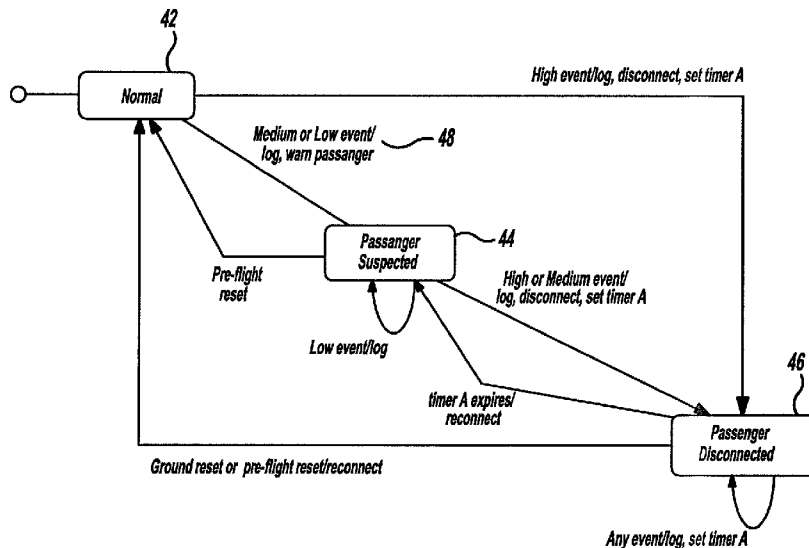 42
High event/log, disconnect, set timer A
Normal
Medium or Low event/
log, warn passanger
48
Passanger
Suspected
44
Pre-flight
reset
High or Medium event/
log, disconnect, set timer A
Low event/log
46
timer A expires/
reconnect
Passenger
Disconnected
Ground reset or pre-flight reset/reconnect
Any event/log, set timer A